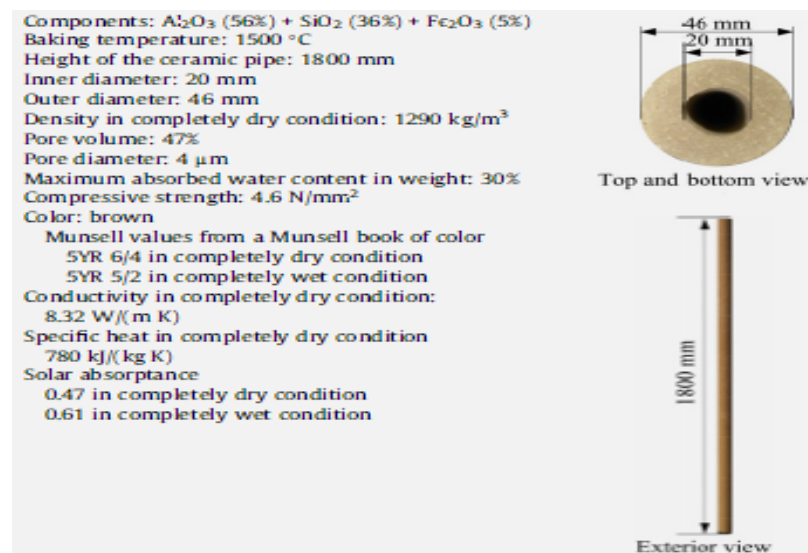 Components: Al₂O₃ (56%) + SiO₂ (36%) + Fe₂O₃ (5%)
Baking temperature: 1500 °C
Height of the ceramic pipe: 1800 mm
Inner diameter: 20 mm
Outer diameter: 46 mm
Density in completely dry condition: 1290 kg/m³
Pore volume: 47%
Pore diameter: 4 μm
Maximum absorbed water content in weight: 30%
Compressive strength: 4.6 N/mm²
Color: brown
Munsell values from a Munsell book of color
5YR 6/4 in completely dry condition
5YR 5/2 in completely wet condition
Conductivity in completely dry condition:
8.32 W/(m K)
Specific heat in completely dry condition
780 kJ/(kg K)
Solar absorptance
0.47 in completely dry condition
0.61 in completely wet condition
46 mm
20 mm
Top and bottom view
1800 mm
Exterior view